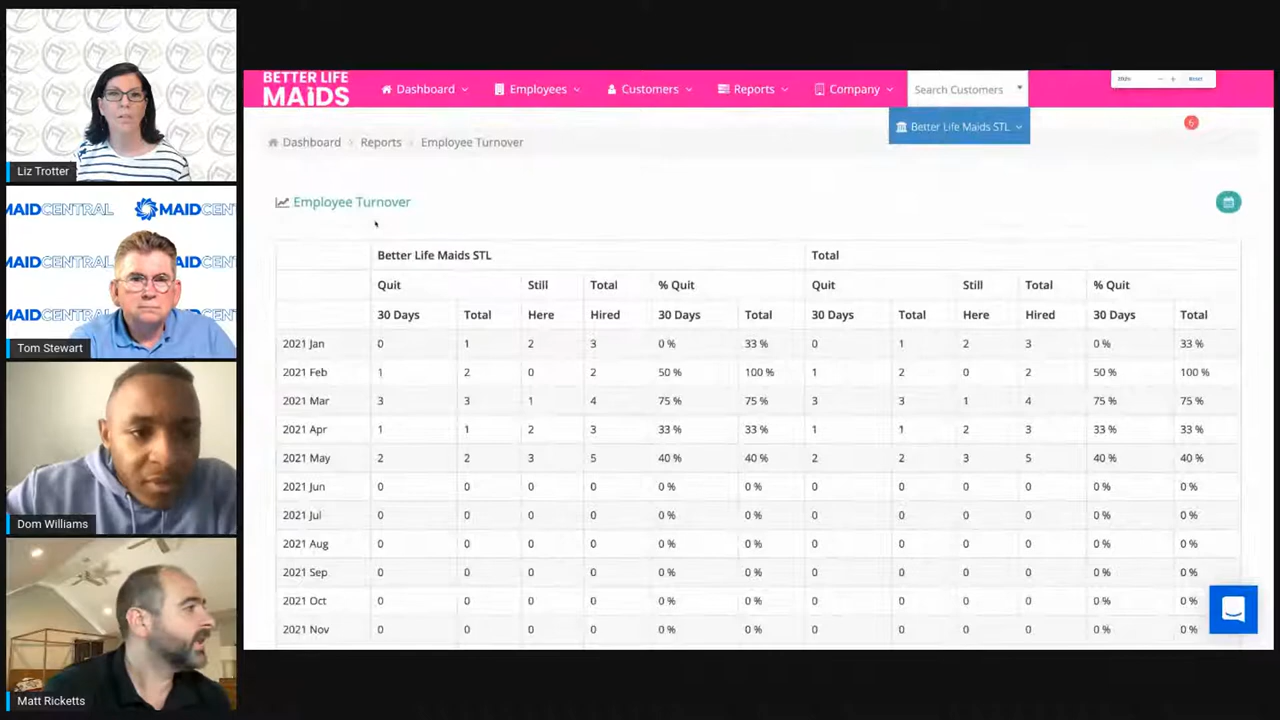 Liz Trotter
MAIDCENTRAL MAIDCENTR
MAIDCENTRAL
Tom Stewart
Dom Williams
Matt Ricketts
BETTER LIFE
MAIDS
Dashboard Employees Customers Reports Company Search Customers
Reset
Better Life Maids STL
6
Dashboard > Reports > Employee Turnover
Employee Turnover
Better Life Maids STL Total
Quit Still Total % Quit Quit Still Total % Quit
30 Days Total Here Hired 30 Days Total 30 Days Total Here Hired 30 Days Total
2021 Jan 0 1 2 3 0 % 33 % 0 1 2 3 0 % 33 %
2021 Feb 1 2 0 2 50 % 100 % 1 2 0 2 50 % 100 %
2021 Mar 3 3 1 4 75 % 75 % 3 3 1 4 75 % 75 %
2021 Apr 1 1 2 3 33 % 33 % 1 1 2 3 33 % 33 %
2021 May 2 2 3 5 40 % 40 % 2 2 3 5 40 % 40 %
2021 Jun 0 0 0 0 0 % 0 % 0 0 0 0 0 % 0 %
2021 Jul 0 0 0 0 0 % 0 % 0 0 0 0 0 % 0 %
2021 Aug 0 0 0 0 0 % 0 % 0 0 0 0 0 % 0 %
2021 Sep 0 0 0 0 0 % 0 % 0 0 0 0 0 % 0 %
2021 Oct 0 0 0 0 0 % 0 % 0 0 0 0 0 % 0 %
2021 Nov 0 0 0 0 0 % 0 % 0 0 0 0 0 % 0 %